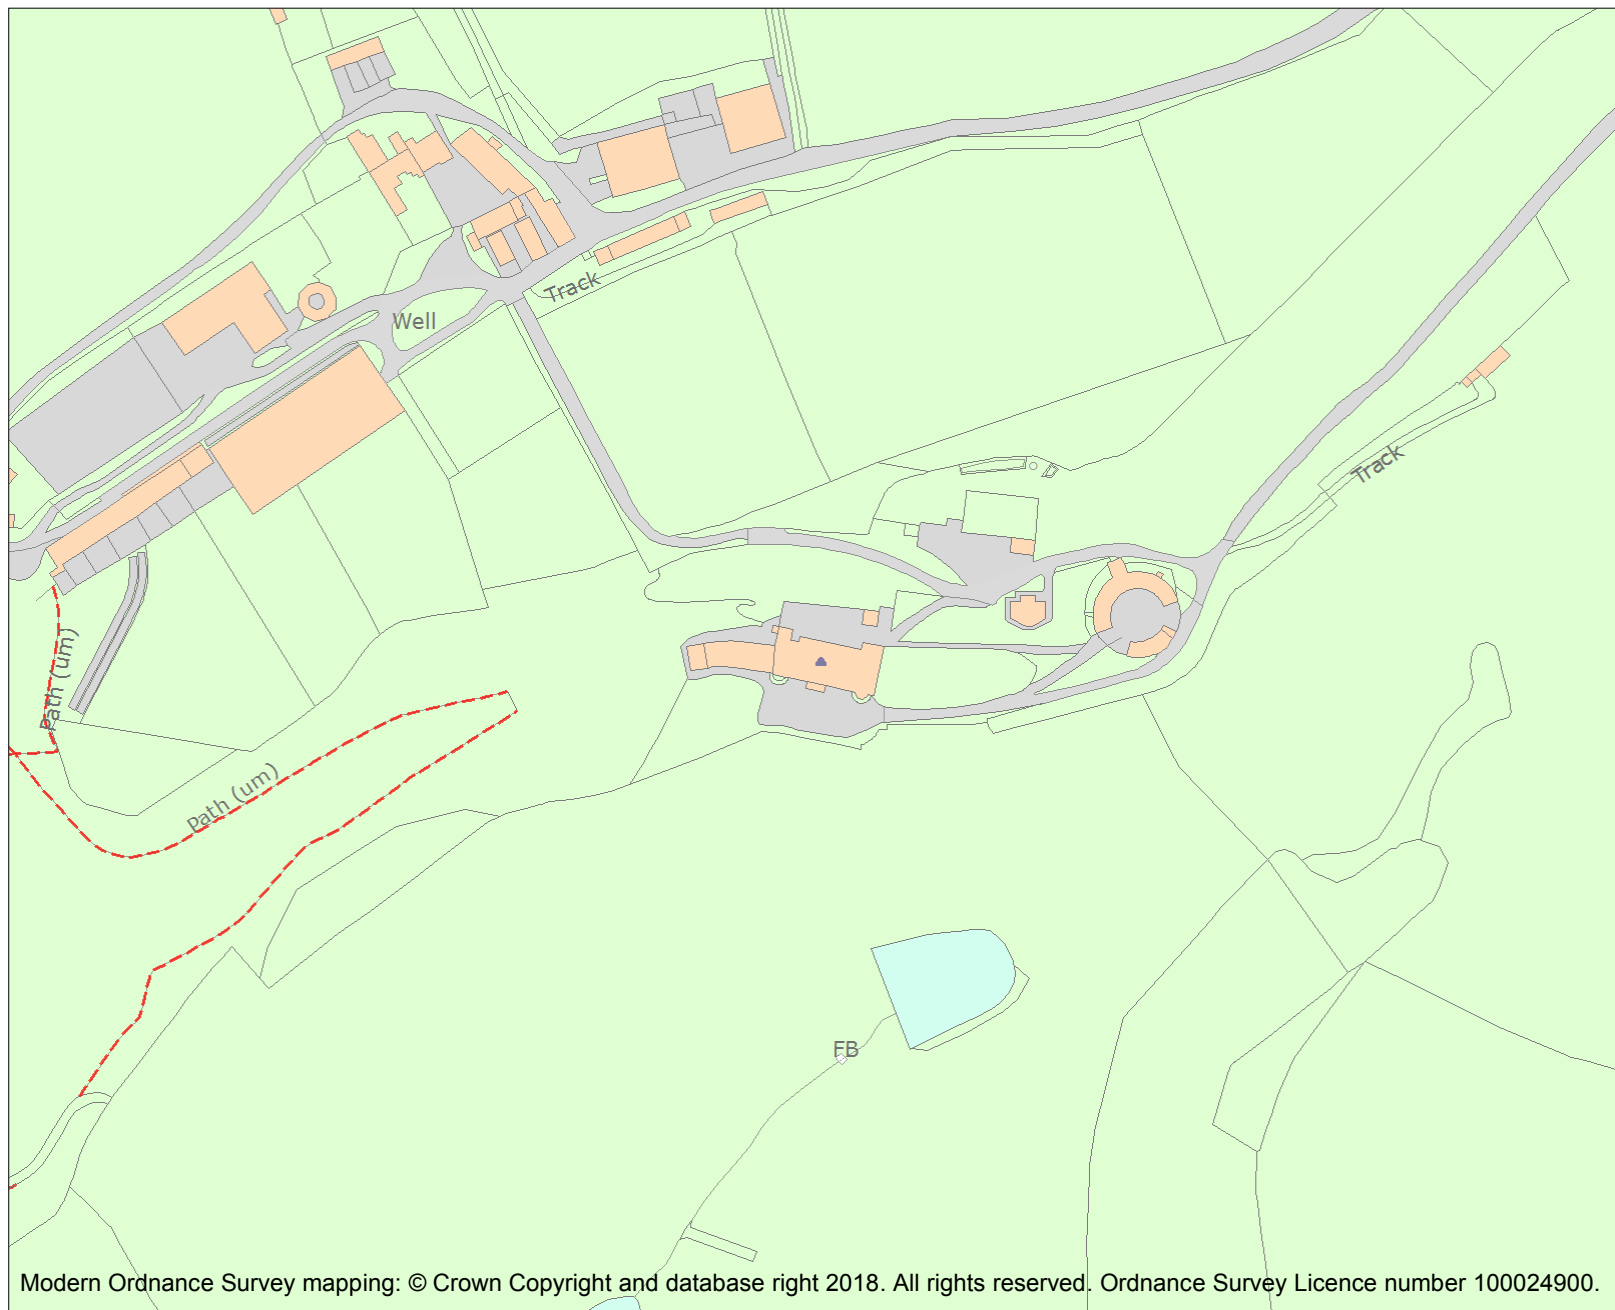 Track
Well
Track
Path (um)
Path (um)
FB
Modern Ordnance Survey mapping: © Crown Copyright and database right 2018. All rights reserved. Ordnance Survey Licence number 100024900.